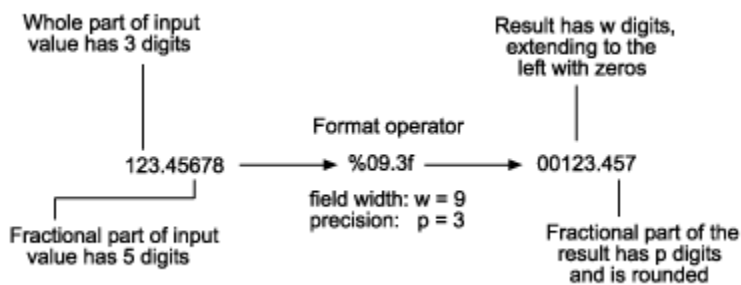 Whole part of input
value has 3 digits
Result has w digits,
extending to the
left with zeros
Format operator
123.45678
%09.3f
00123.457
field width: w = 9
precision: p = 3
Fractional part of input
value has 5 digits
Fractional part of the
result has p digits
and is rounded